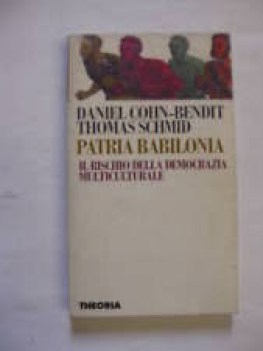 DANIEL COHN-BENDIT
THOMAS SCHMID
PATRIA BABILONIA
IL RISCHIO DELLA DEMOCRAZIA
MULTICULTURALE
THEORIA